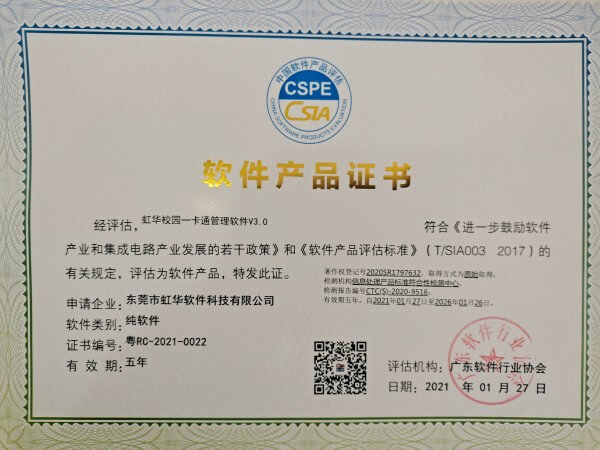 中国软件产品评估
CSPE
CSIA
CHINA SOFTWARE PRODUCTS EVALUATION
软件产品证书
经评估，虹华校园一卡通管理软件V3.0 符合《进一步鼓励软件
产业和集成电路产业发展的若干政策》和《软件产品评估标准》（T/SIA003 2017）的
有关规定，评估为软件产品，特发此证。
著作权登记号2020SR1797632，取得方式为原始取得；
检测机构信息处理产品标准符合性检测中心，
检测报告编号CTC(S)-2020-9516；
有效期五年，自2021年01月27日至2026年01月26日。
申请企业：东莞市虹华软件科技有限公司
软件类别：纯软件
证书编号：粤RC-2021-0022
有效期：五年
评估机构：广东软件行业协会
日期：2021 年 01 月 27 日
广东软件行业协会